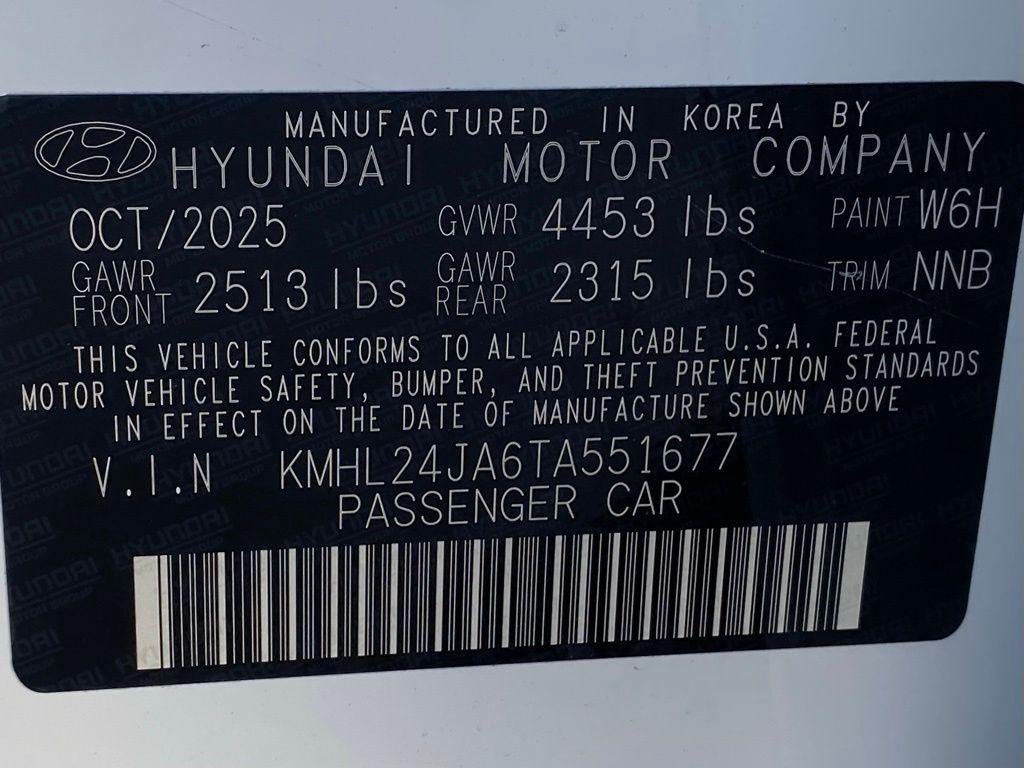 MANUFACTURED IN KOREA BY
HYUNDAI MOTOR COMPANY
OCT/2025 GVWR 4453 lbs PAINT W6H
GAWR FRONT 2513 lbs GAWR REAR 2315 lbs TRIM NNB
THIS VEHICLE CONFORMS TO ALL APPLICABLE U.S.A. FEDERAL
MOTOR VEHICLE SAFETY, BUMPER, AND THEFT PREVENTION STANDARDS
IN EFFECT ON THE DATE OF MANUFACTURE SHOWN ABOVE
V.I.N KMHL24JA6TA551677
PASSENGER CAR